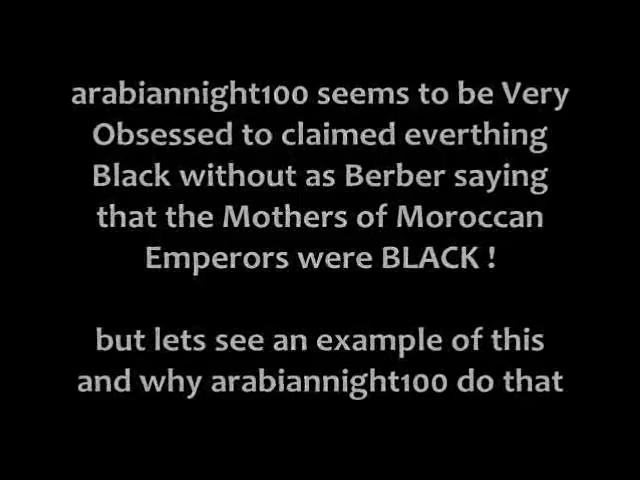 arabiannight100 seems to be Very
Obsessed to claimed everthing
Black without as Berber saying
that the Mothers of Moroccan
Emperors were BLACK !
but lets see an example of this
and why arabiannight100 do that